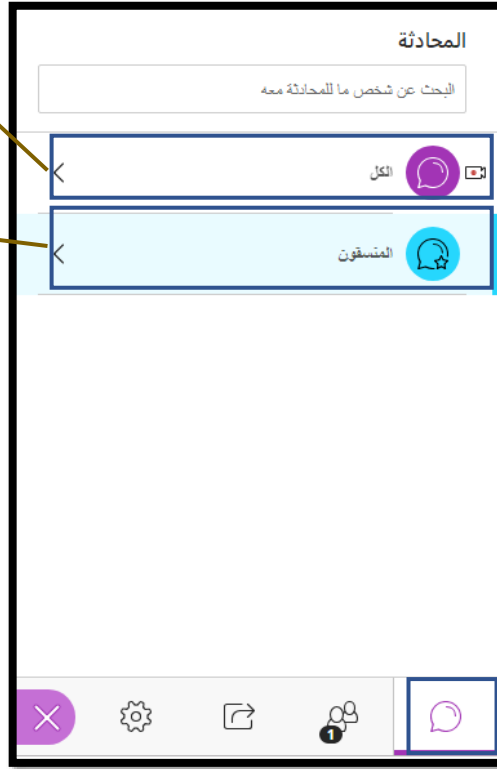 المحادثة
البحث عن شخص ما للمحادثة معه
الكل
المنسقون
1